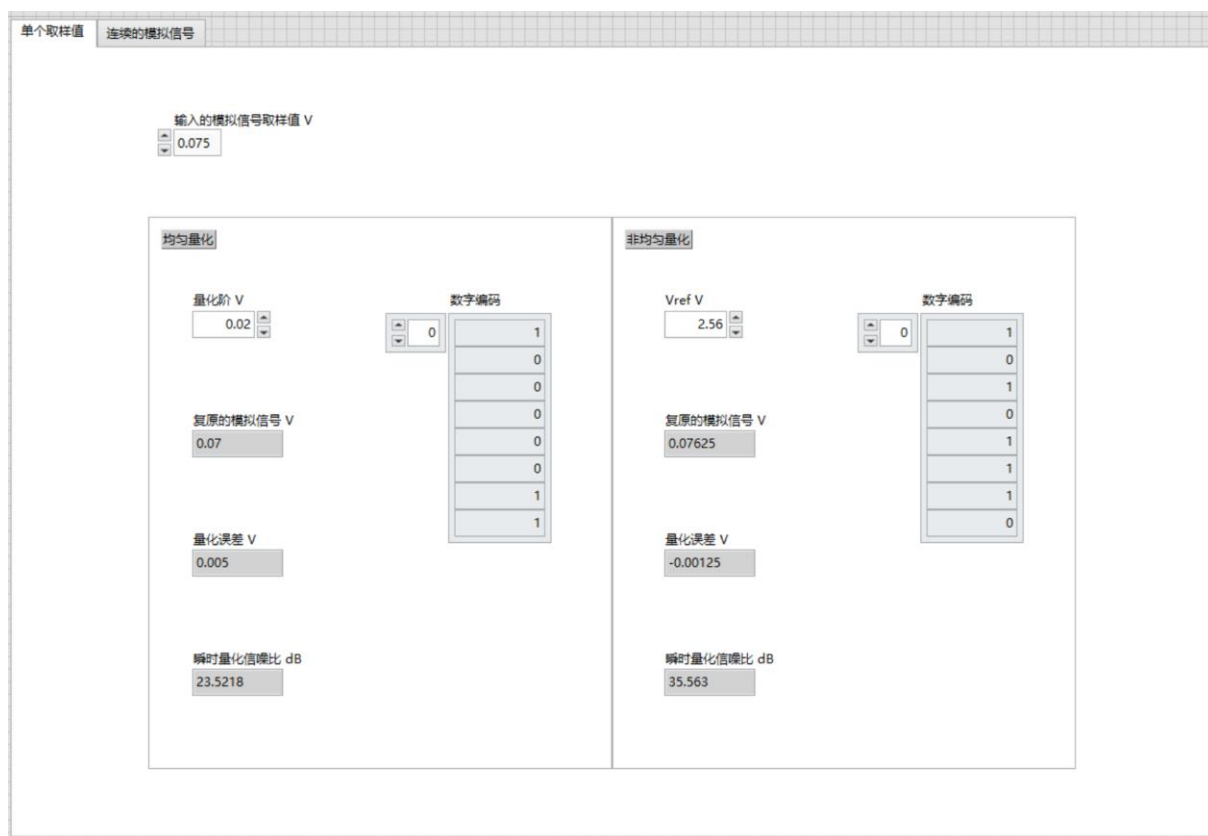 单个取样值 连续的模拟信号
输入的模拟信号取样值 V
0.075
均匀量化
量化阶 V
0.02
数字编码
0
1
0
0
0
0
0
1
1
复原的模拟信号 V
0.07
量化误差 V
0.005
瞬时量化信噪比 dB
23.5218
非均匀量化
Vref V
2.56
数字编码
0
1
0
1
0
1
1
1
0
复原的模拟信号 V
0.07625
量化误差 V
-0.00125
瞬时量化信噪比 dB
35.563